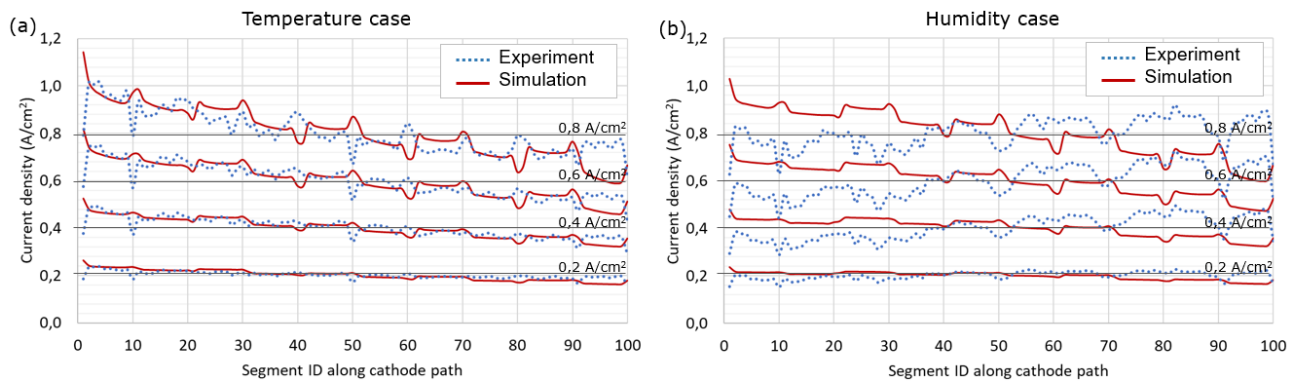 (a)
Temperature case
1,2
1,0
0,8
0,6
0,4
0,2
0,0
Current density (A/cm²)
Experiment
Simulation
0,8 A/cm²
0,6 A/cm²
0,4 A/cm²
0,2 A/cm²
0 10 20 30 40 50 60 70 80 90 100
Segment ID along cathode path
(b)
Humidity case
1,2
1,0
0,8
0,6
0,4
0,2
0,0
Current density (A/cm²)
Experiment
Simulation
0,8 A/cm²
0,6 A/cm²
0,4 A/cm²
0,2 A/cm²
0 10 20 30 40 50 60 70 80 90 100
Segment ID along cathode path